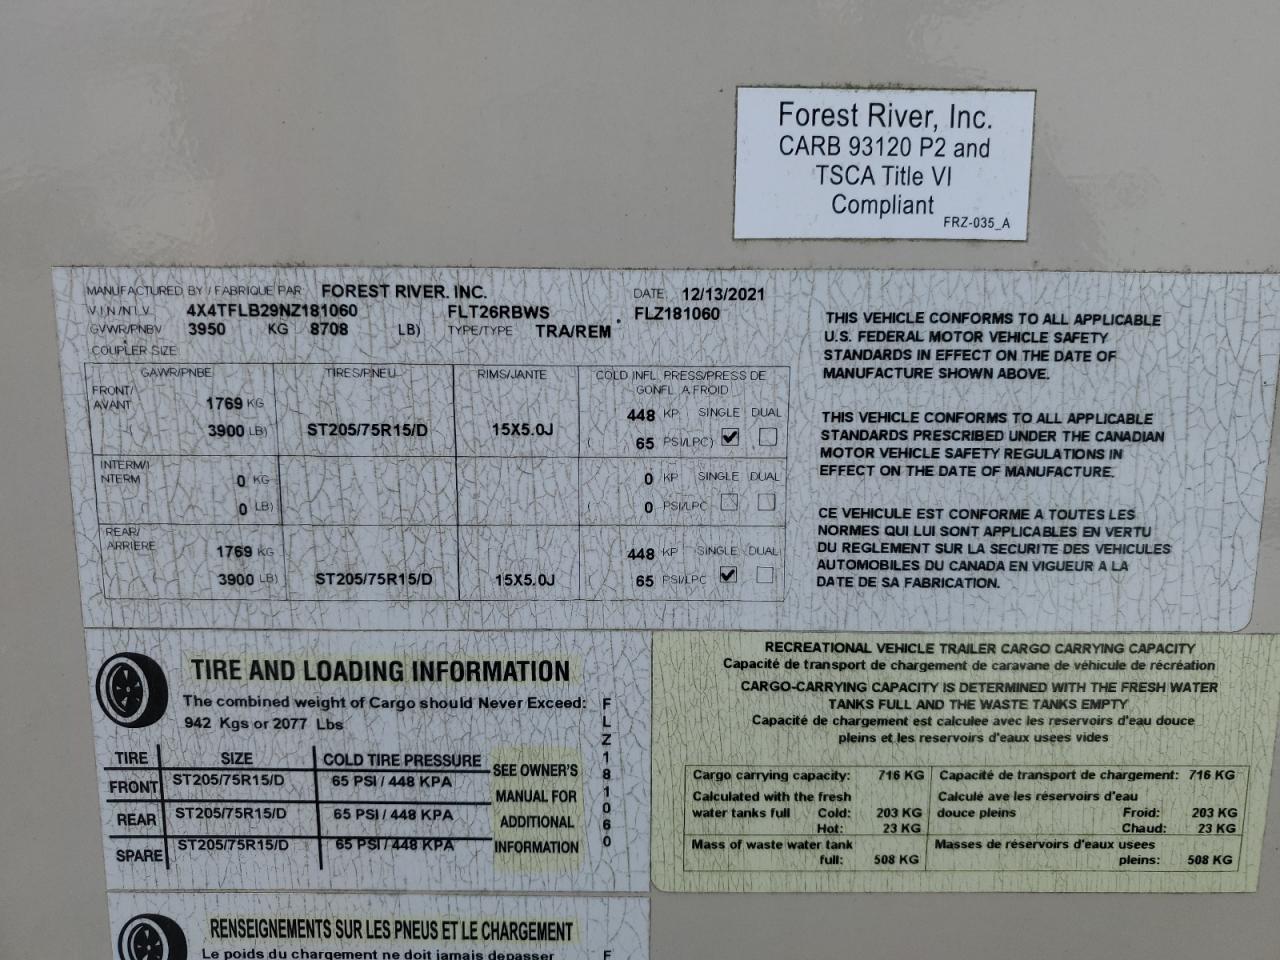 Forest River, Inc.
CARB 93120 P2 and
TSCA Title VI
Compliant
FRZ-035_A
MANUFACTURED BY / FABRIQUE PAR: FOREST RIVER, INC. DATE 12/13/2021
V.I.N/N.I.V. 4X4TFLB29NZ181060 FLT26RBWS FLZ181060
GVWR/PNBV 3950 KG 8708 LB) TYPE/TYPE TRA/REM
COUPLER SIZE
GAWR/PNBE TIRES/PNEU RIMS/JANTE COLD INFL. PRESS/PRESS DE
GONFL. A FROID
FRONT/
AVANT 1769 KG 448 KP SINGLE DUAL
( 3900 LB) ST205/75R15/D 15X5.0J ( 65 PSI/LPC)
INTERM/
INTERM 0 KG 0 KP SINGLE DUAL
0 LB) 0 PSI/LPC
REAR/
ARRIERE 1769 KG 448 KP SINGLE DUAL
3900 LB) ST205/75R15/D 15X5.0J 65 PSI/LPC
THIS VEHICLE CONFORMS TO ALL APPLICABLE
U.S. FEDERAL MOTOR VEHICLE SAFETY
STANDARDS IN EFFECT ON THE DATE OF
MANUFACTURE SHOWN ABOVE.
THIS VEHICLE CONFORMS TO ALL APPLICABLE
STANDARDS PRESCRIBED UNDER THE CANADIAN
MOTOR VEHICLE SAFETY REGULATIONS IN
EFFECT ON THE DATE OF MANUFACTURE.
CE VEHICULE EST CONFORME A TOUTES LES
NORMES QUI LUI SONT APPLICABLES EN VERTU
DU REGLEMENT SUR LA SECURITE DES VEHICULES
AUTOMOBILES DU CANADA EN VIGUEUR A LA
DATE DE SA FABRICATION.
TIRE AND LOADING INFORMATION
The combined weight of Cargo should Never Exceed:
942 Kgs or 2077 Lbs
TIRE SIZE COLD TIRE PRESSURE
FRONT ST205/75R15/D 65 PSI / 448 KPA
REAR ST205/75R15/D 65 PSI / 448 KPA
SPARE ST205/75R15/D 65 PSI / 448 KPA
SEE OWNER'S
MANUAL FOR
ADDITIONAL
INFORMATION
FLZ181060
RECREATIONAL VEHICLE TRAILER CARGO CARRYING CAPACITY
Capacité de transport de chargement de caravane de véhicule de récréation
CARGO-CARRYING CAPACITY IS DETERMINED WITH THE FRESH WATER
TANKS FULL AND THE WASTE TANKS EMPTY
Capacité de chargement est calculee avec les reservoirs d'eau douce
pleins et les reservoirs d'eaux usees vides
Cargo carrying capacity: 716 KG
Calculated with the fresh
water tanks full Cold: 203 KG
Hot: 23 KG
Mass of waste water tank
full: 508 KG
Capacité de transport de chargement: 716 KG
Calculé ave les réservoirs d'eau
douce pleins Froid: 203 KG
Chaud: 23 KG
Masses de réservoirs d'eaux usees
pleins: 508 KG
RENSEIGNEMENTS SUR LES PNEUS ET LE CHARGEMENT
Le poids du chargement ne doit jamais depasser
F